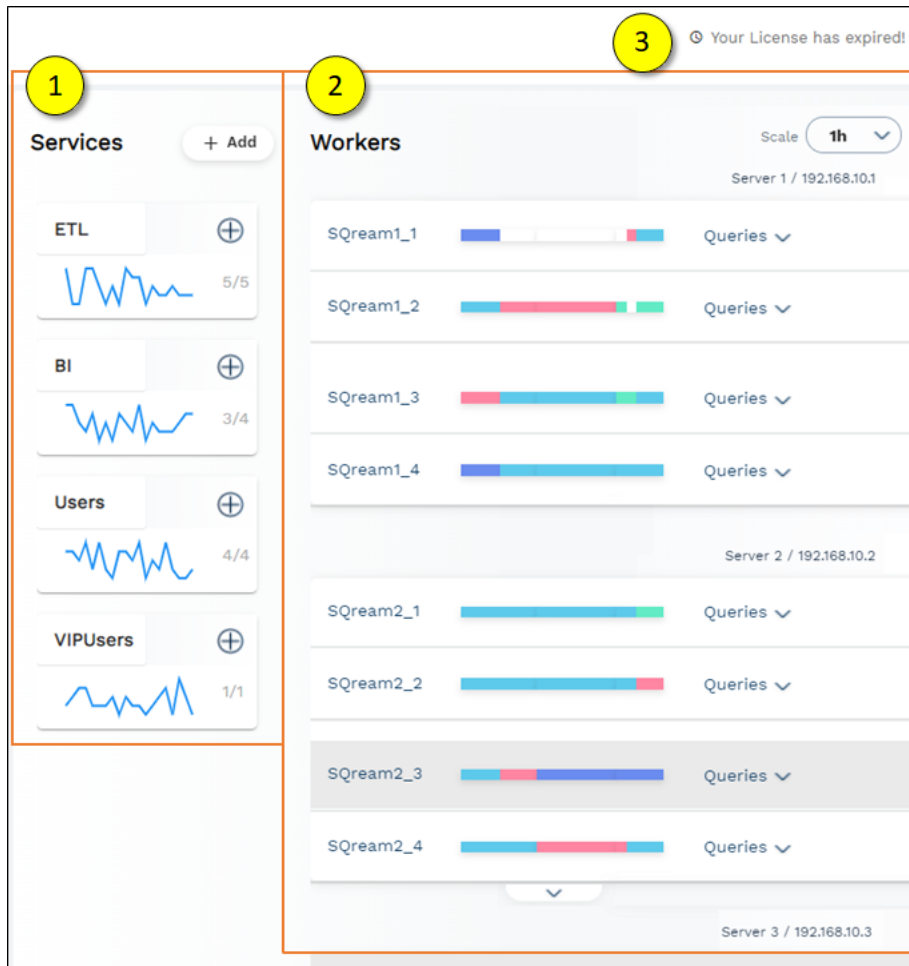 3
Your License has expired!
1
2
Services
+ Add
Workers
Scale 1h
Server 1 / 192.168.10.1
ETL
5/5
BI
3/4
Users
4/4
VIPUsers
1/1
SQream1_1 Queries
SQream1_2 Queries
SQream1_3 Queries
SQream1_4 Queries
Server 2 / 192.168.10.2
SQream2_1 Queries
SQream2_2 Queries
SQream2_3 Queries
SQream2_4 Queries
Server 3 / 192.168.10.3